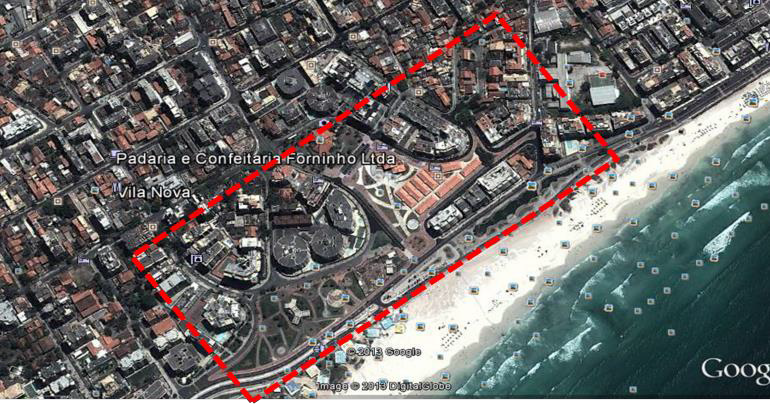 Padaria e Confeitaria Forninho Ltda
Vila Nova
© 2013 Google
Image © 2013 DigitalGlobe
Goog